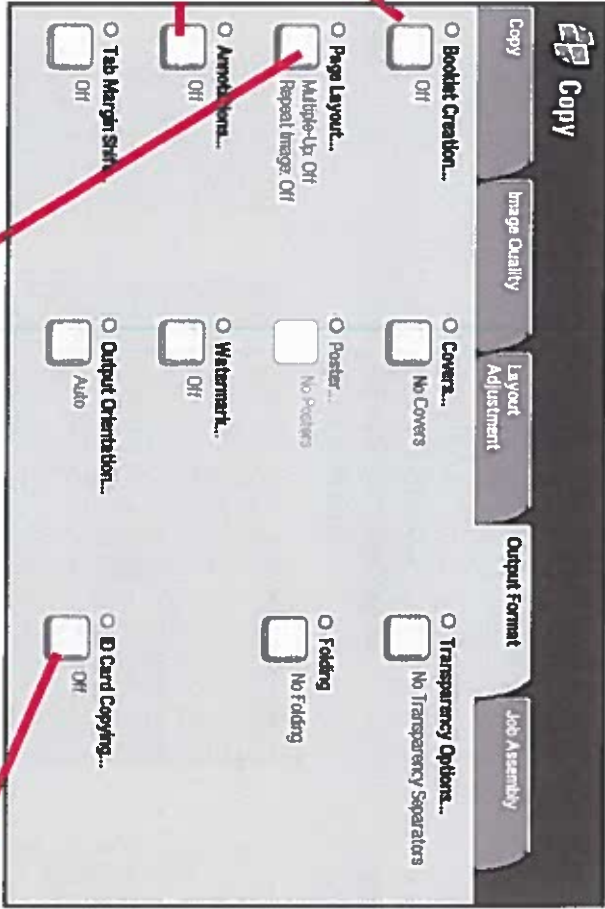 Copy
Copy
Image Quality
Layout
Adjustment
Output Format
Job Assembly
Booklet Creation...
Off
Covers...
No Covers
Transparency Options...
No Transparency Separators
Page Layout...
Multiple-Up: Off
Repeat Image: Off
Poster...
No Posters
Folding
No Folding
Annotations...
Off
Watermark...
Off
Tab Margin Shift...
Off
Output Orientation...
Auto
ID Card Copying...
Off